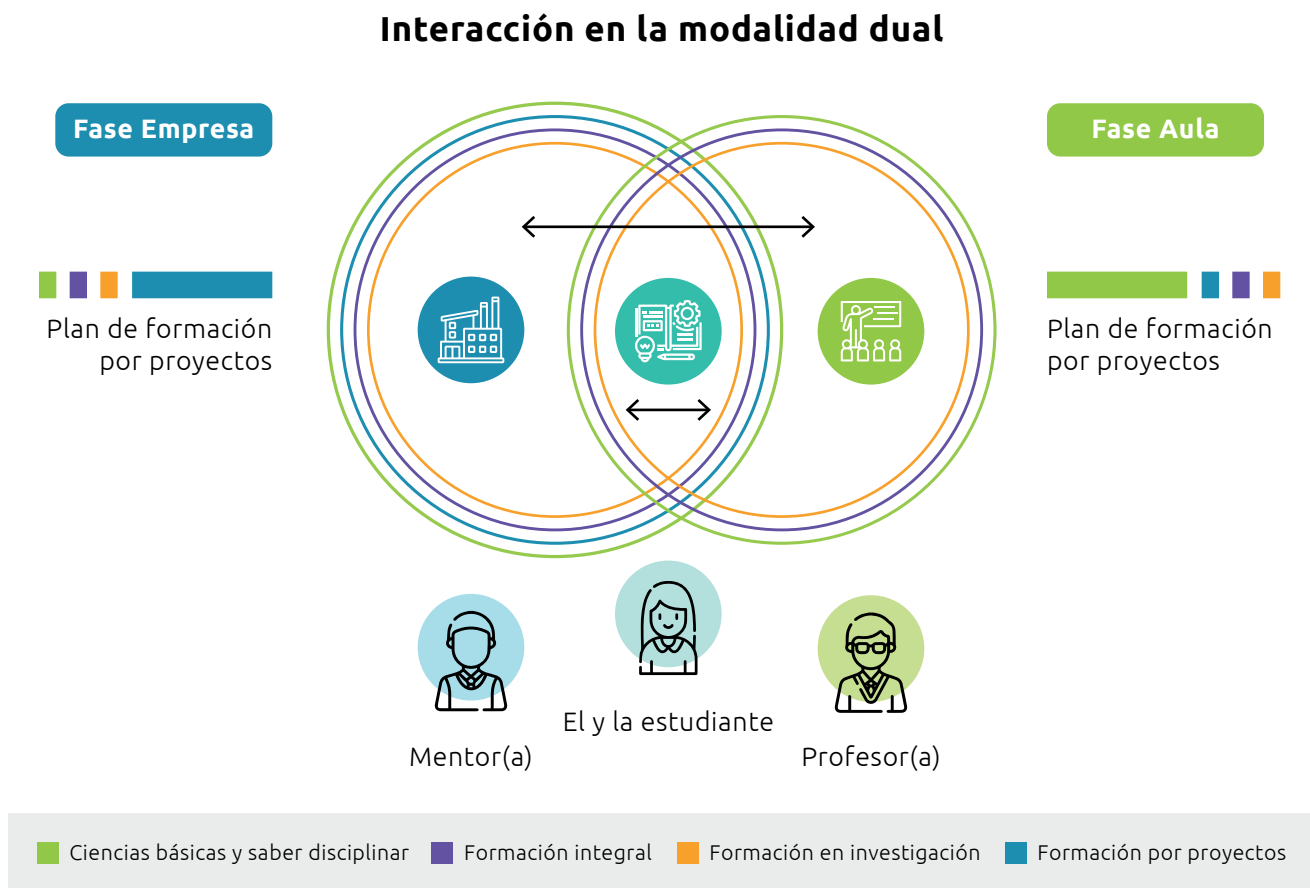 Interacción en la modalidad dual
Fase Empresa
Fase Aula
Plan de formación
por proyectos
Plan de formación
por proyectos
El y la estudiante
Mentor(a)
Profesor(a)
Ciencias básicas y saber disciplinar
Formación integral
Formación en investigación
Formación por proyectos